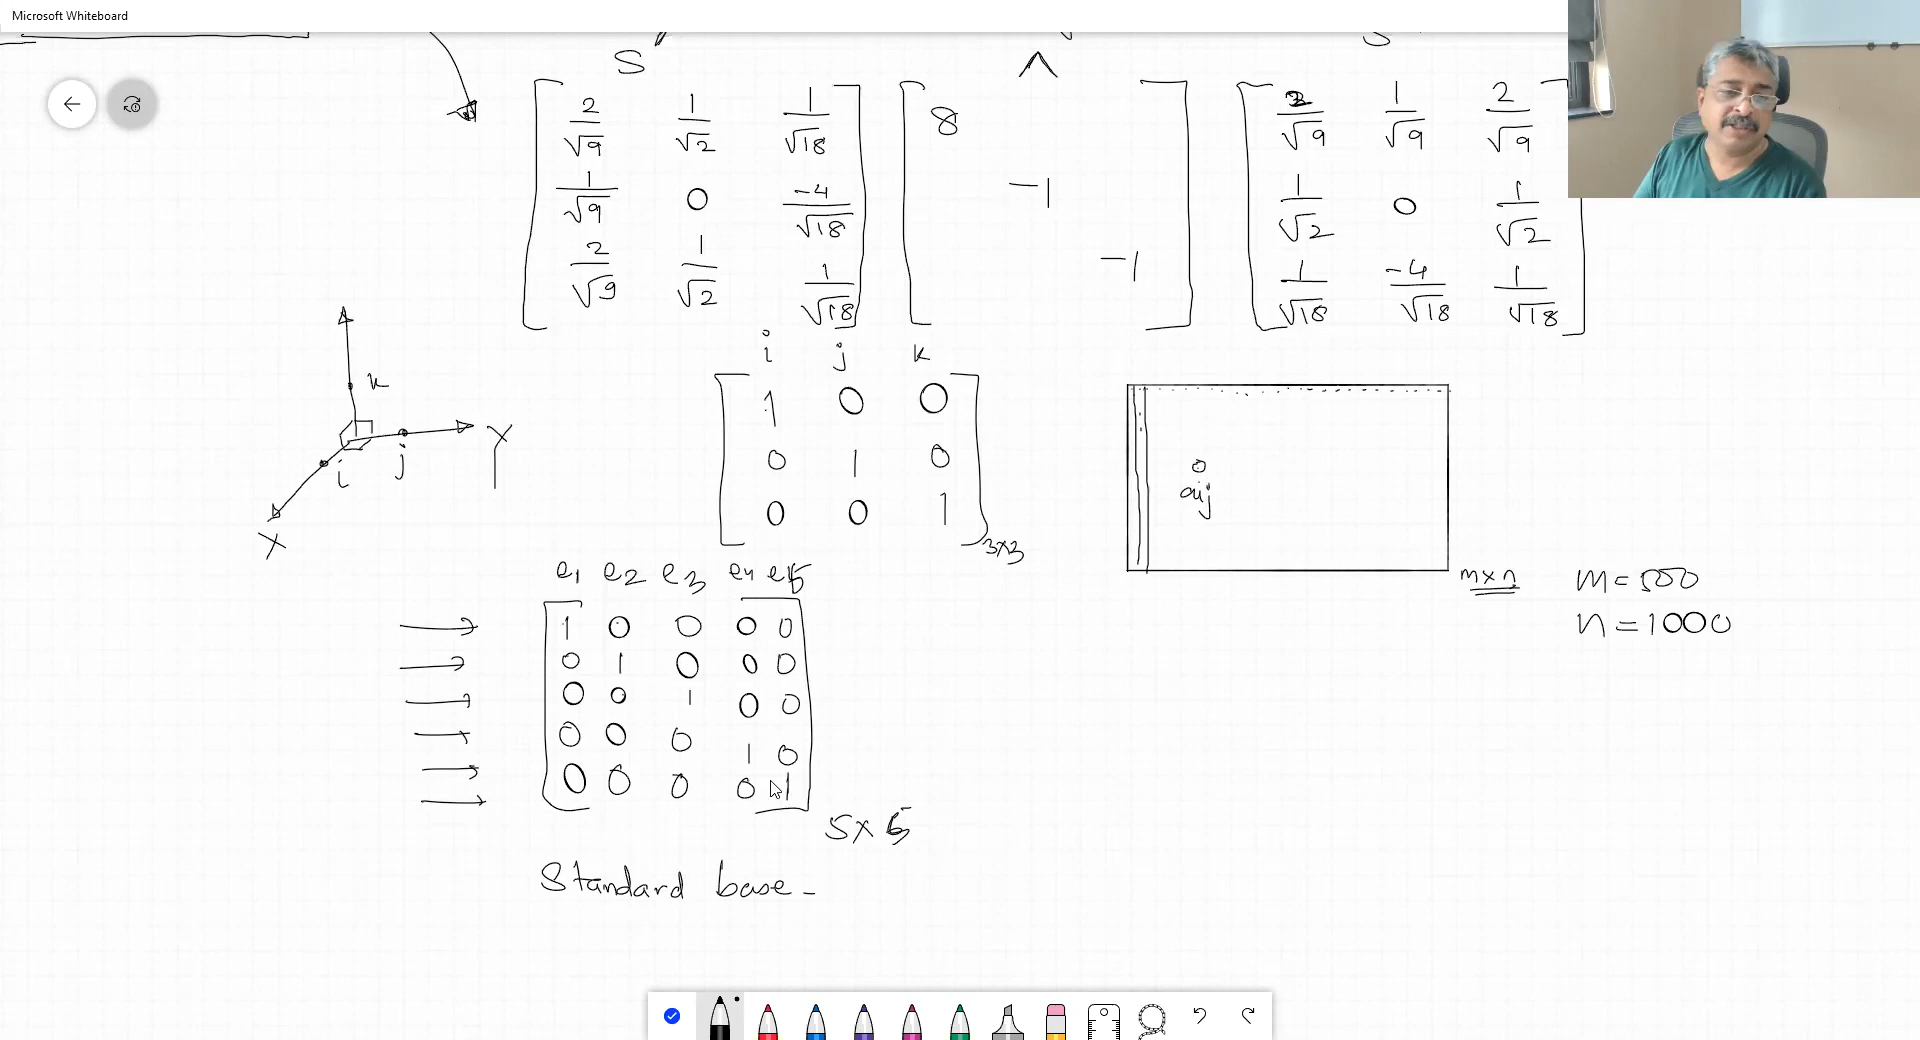 Microsoft Whiteboard
S Λ S
2/√9 1/√2 1/√18 8 2/√9 1/√9 2/√9
1/√9 0 -4/√18 -1 1/√2 0 1/√2
2/√9 1/√2 1/√18 -1 1/√18 -4/√18 1/√18
i j k
1 0 0
0 1 0
0 0 1
3×3
k
Y
i j
X
aij
m×n
m = 500
n = 1000
e1 e2 e3 e4 e5
1 0 0 0 0
0 1 0 0 0
0 0 1 0 0
0 0 0 1 0
0 0 0 0 1
5×5
Standard base -